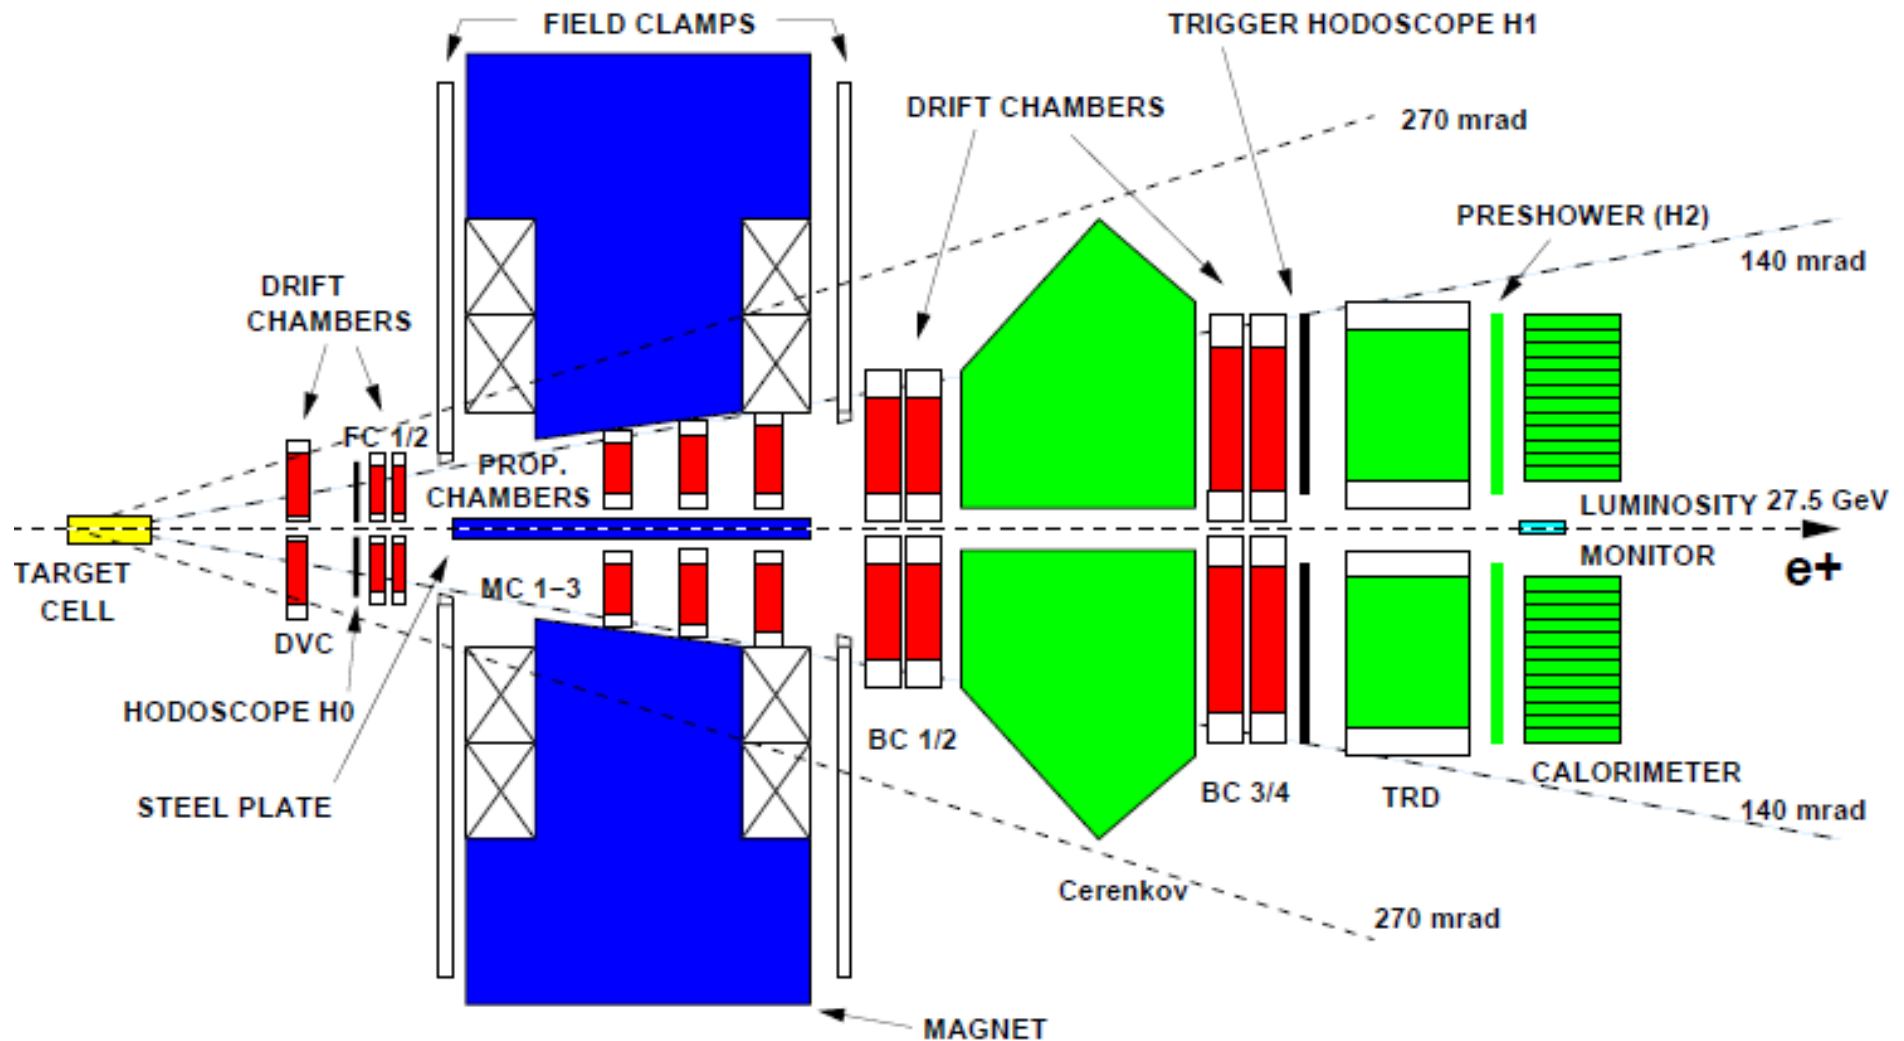 FIELD CLAMPS
TRIGGER HODOSCOPE H1
DRIFT CHAMBERS
270 mrad
PRESHOWER (H2)
140 mrad
DRIFT
CHAMBERS
FC 1/2
PROP.
CHAMBERS
LUMINOSITY
27.5 GeV
MONITOR
e+
TARGET
CELL
MC 1–3
DVC
HODOSCOPE H0
BC 1/2
STEEL PLATE
BC 3/4
TRD
CALORIMETER
140 mrad
Cerenkov
270 mrad
MAGNET